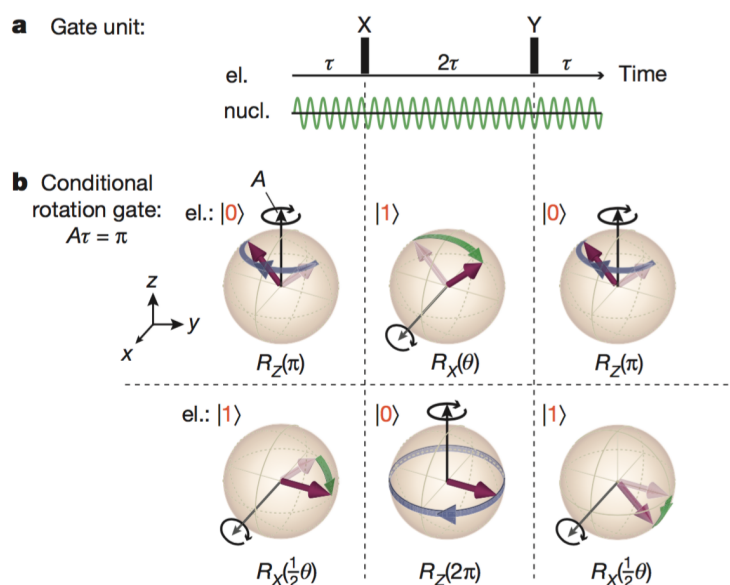 a Gate unit:
X Y
τ 2τ τ
el. Time
nucl.
b Conditional
rotation gate:
Aτ = π
A
el.: |0⟩ |1⟩ |0⟩
z
y
x
R_Z(π) R_X(θ) R_Z(π)
el.: |1⟩ |0⟩ |1⟩
R_X(½θ) R_Z(2π) R_X(½θ)